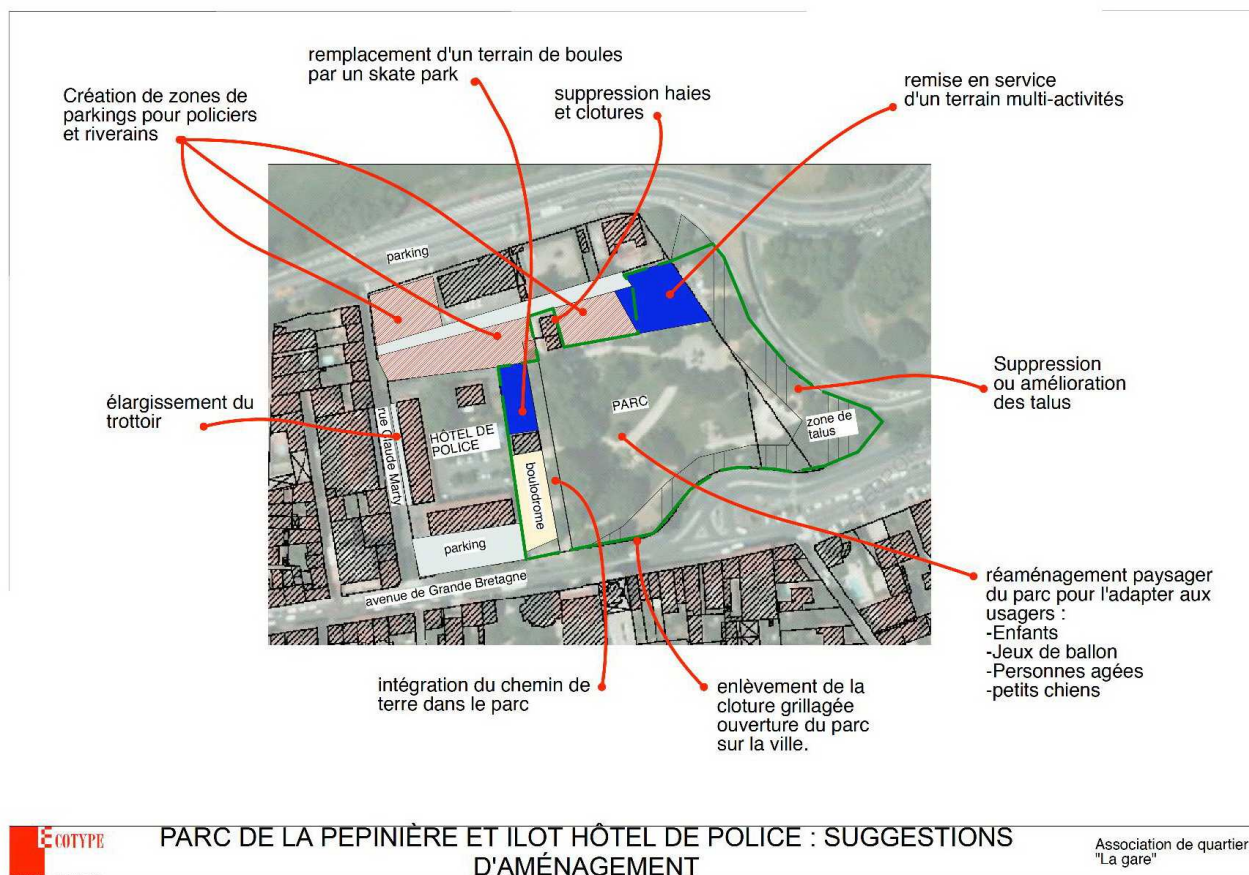 remplacement d'un terrain de boules
par un skate park
Création de zones de
parkings pour policiers
et riverains
suppression haies
et clotures
remise en service
d'un terrain multi-activités
parking
élargissement du
trottoir
rue Claude Marty
HÔTEL DE
POLICE
PARC
zone de
talus
Suppression
ou amélioration
des talus
boulodrome
parking
avenue de Grande Bretagne
intégration du chemin de
terre dans le parc
enlèvement de la
cloture grillagée
ouverture du parc
sur la ville.
réaménagement paysager
du parc pour l'adapter aux
usagers :
-Enfants
-Jeux de ballon
-Personnes agées
-petits chiens
ECOTYPE
PARC DE LA PEPINIÈRE ET ILOT HÔTEL DE POLICE : SUGGESTIONS
D'AMÉNAGEMENT
Association de quartier
"La gare"